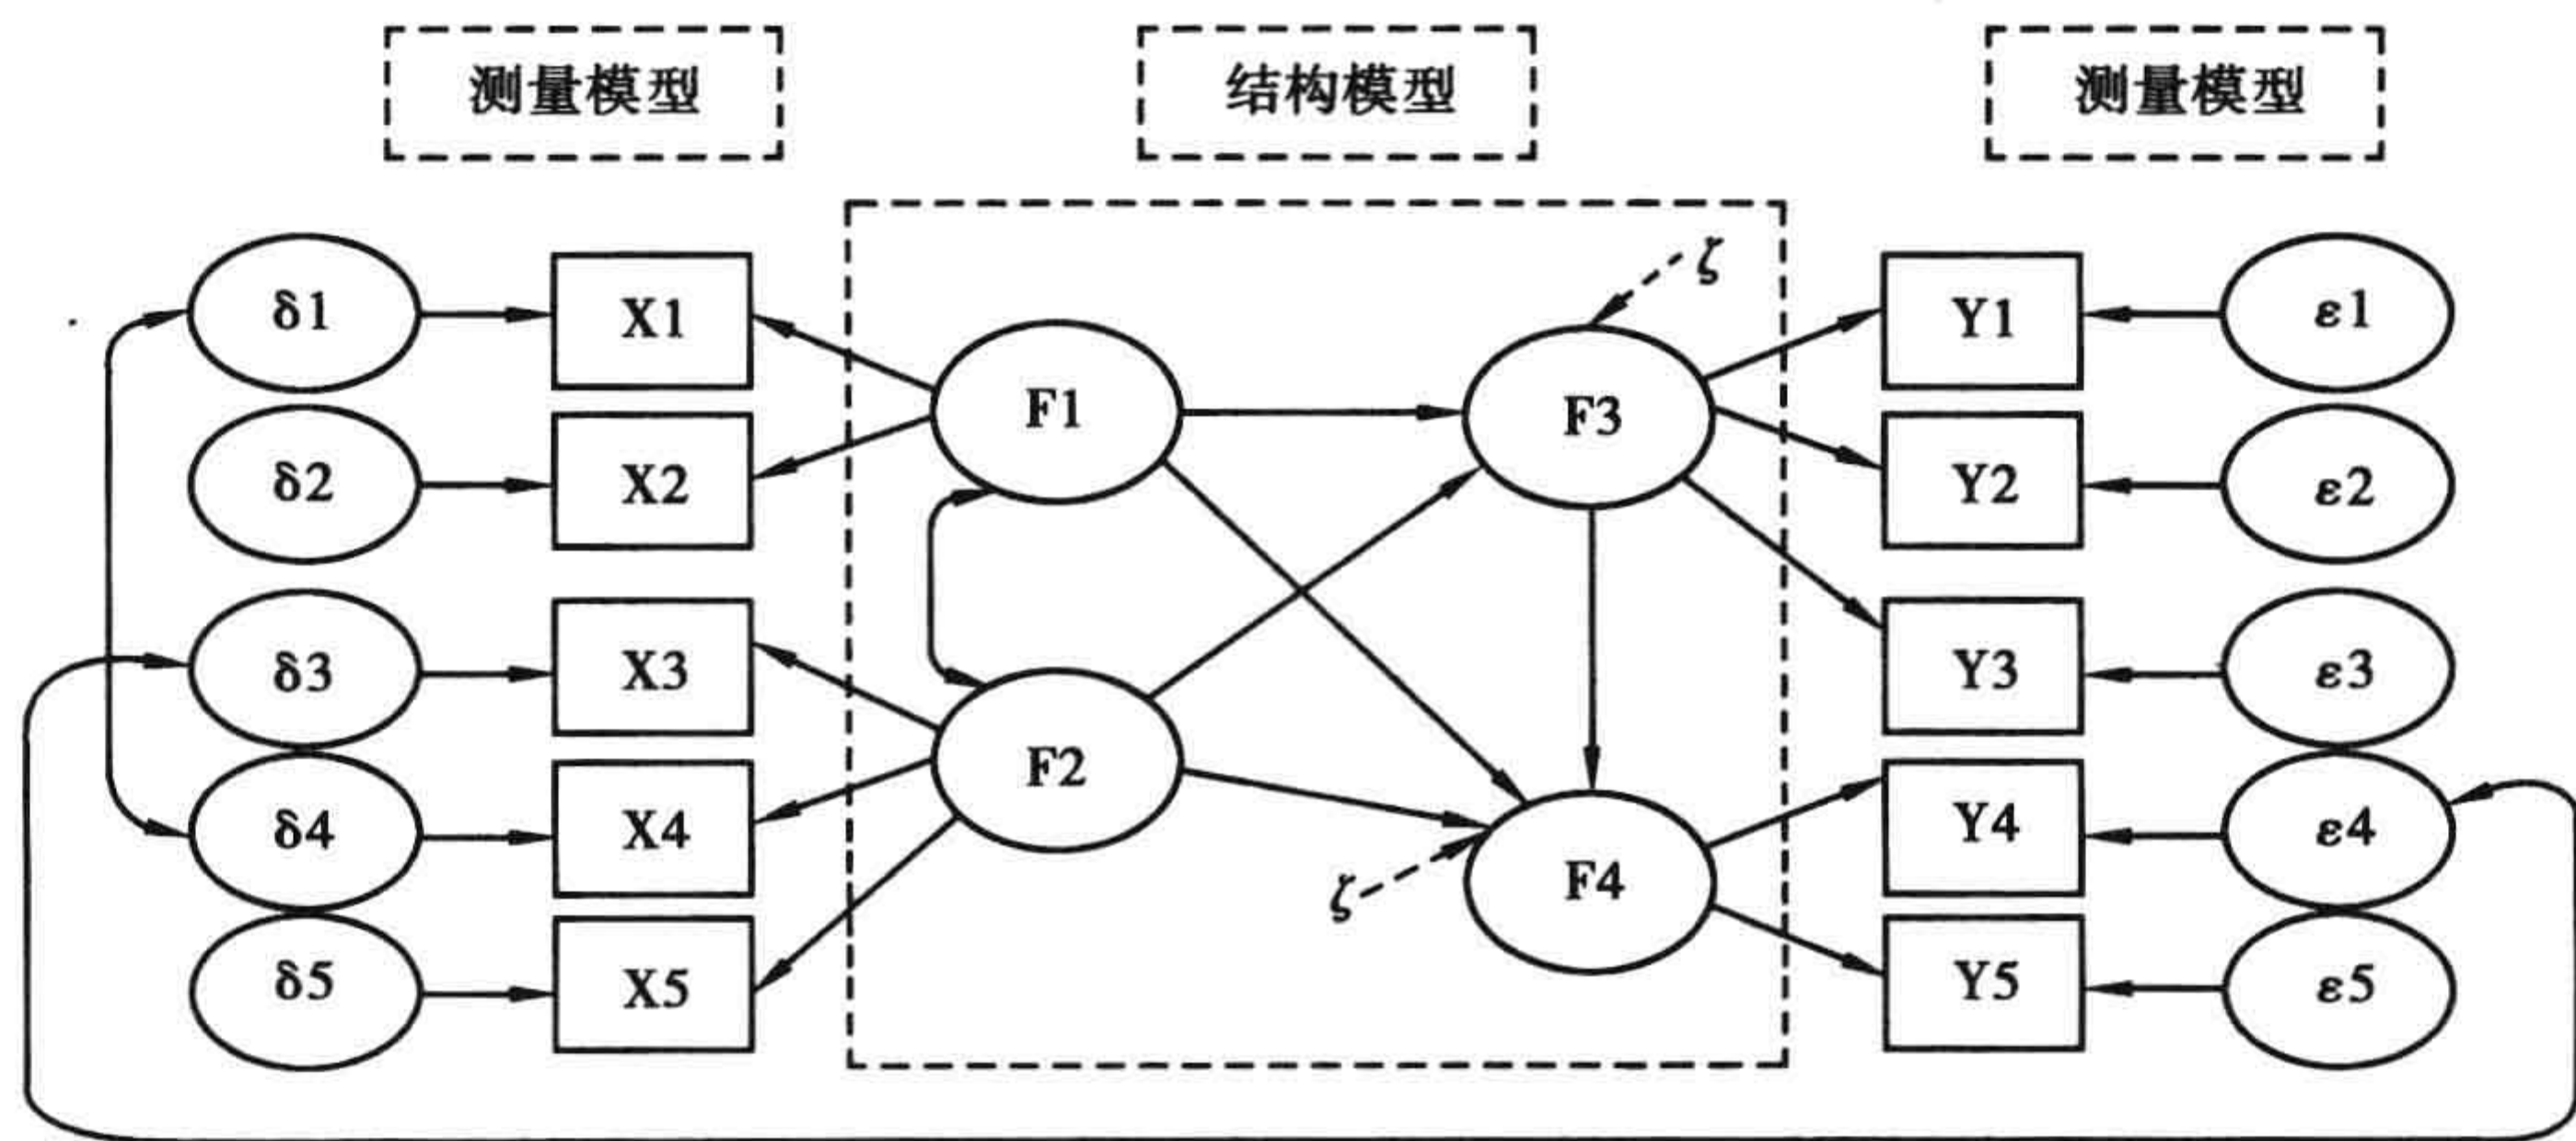 测量模型 结构模型 测量模型
ζ
δ1 X1 F1 F3 Y1 ε1
δ2 X2 Y2 ε2
δ3 X3 F2 Y3 ε3
δ4 X4 F4 Y4 ε4
ζ
δ5 X5 Y5 ε5